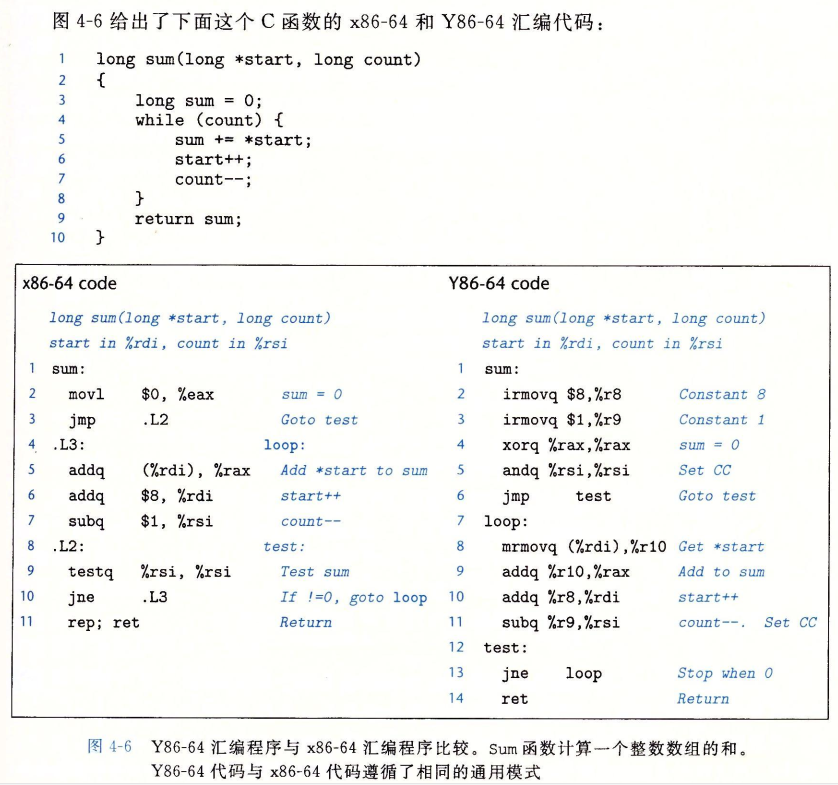 图 4-6 给出了下面这个 C 函数的 x86-64 和 Y86-64 汇编代码：
1 long sum(long *start, long count)
2 {
3 long sum = 0;
4 while (count) {
5 sum += *start;
6 start++;
7 count--;
8 }
9 return sum;
10 }
x86-64 code
long sum(long *start, long count)
start in %rdi, count in %rsi
1 sum:
2 movl $0, %eax sum = 0
3 jmp .L2 Goto test
4 .L3: loop:
5 addq (%rdi), %rax Add *start to sum
6 addq $8, %rdi start++
7 subq $1, %rsi count--
8 .L2: test:
9 testq %rsi, %rsi Test sum
10 jne .L3 If !=0, goto loop
11 rep; ret Return
Y86-64 code
long sum(long *start, long count)
start in %rdi, count in %rsi
1 sum:
2 irmovq $8,%r8 Constant 8
3 irmovq $1,%r9 Constant 1
4 xorq %rax,%rax sum = 0
5 andq %rsi,%rsi Set CC
6 jmp test Goto test
7 loop:
8 mrmovq (%rdi),%r10 Get *start
9 addq %r10,%rax Add to sum
10 addq %r8,%rdi start++
11 subq %r9,%rsi count--. Set CC
12 test:
13 jne loop Stop when 0
14 ret Return
图 4-6 Y86-64 汇编程序与 x86-64 汇编程序比较。Sum 函数计算一个整数数组的和。
Y86-64 代码与 x86-64 代码遵循了相同的通用模式